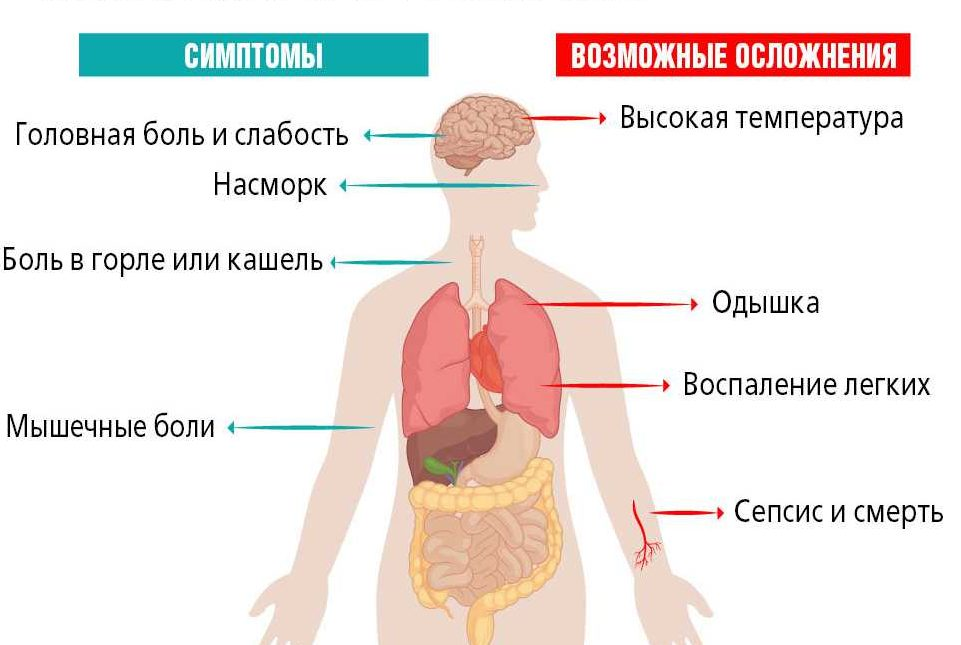 СИМПТОМЫ
ВОЗМОЖНЫЕ ОСЛОЖНЕНИЯ
Головная боль и слабость
Высокая температура
Насморк
Боль в горле или кашель
Одышка
Воспаление легких
Мышечные боли
Сепсис и смерть